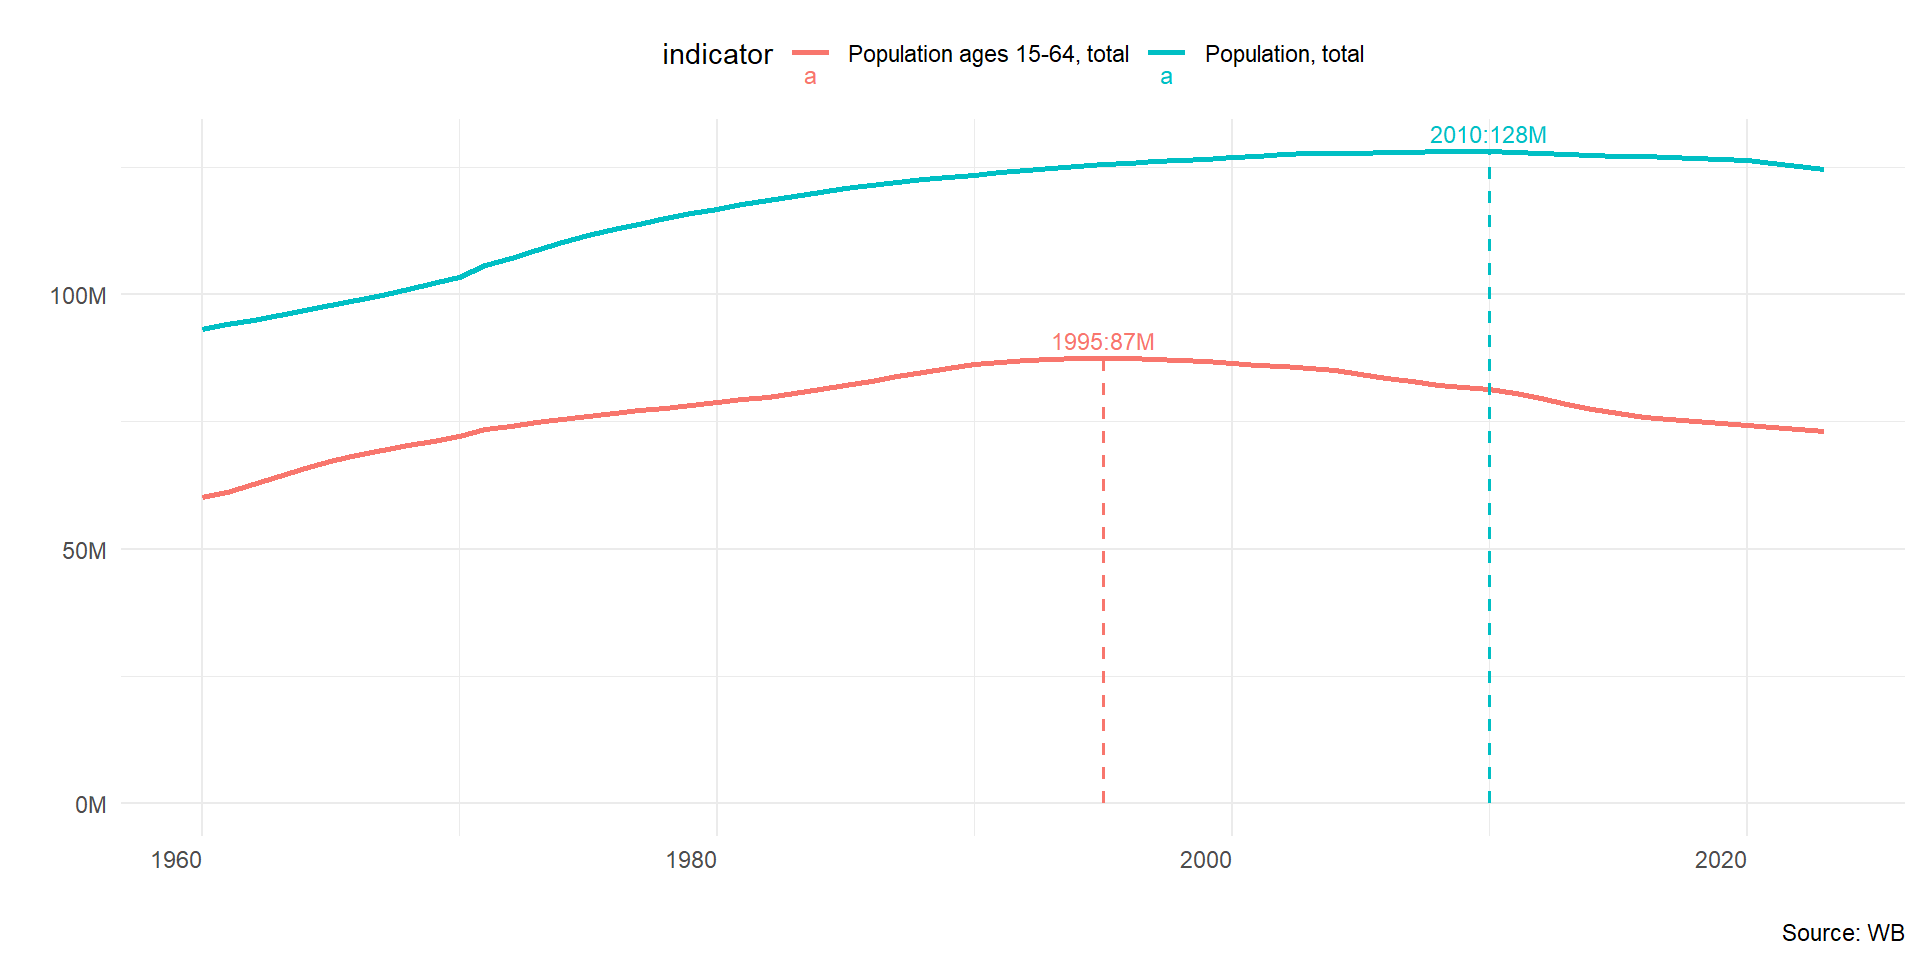 indicator Population ages 15-64, total Population, total
a a
2010:128M
1995:87M
100M
50M
0M
1960 1980 2000 2020
Source: WB